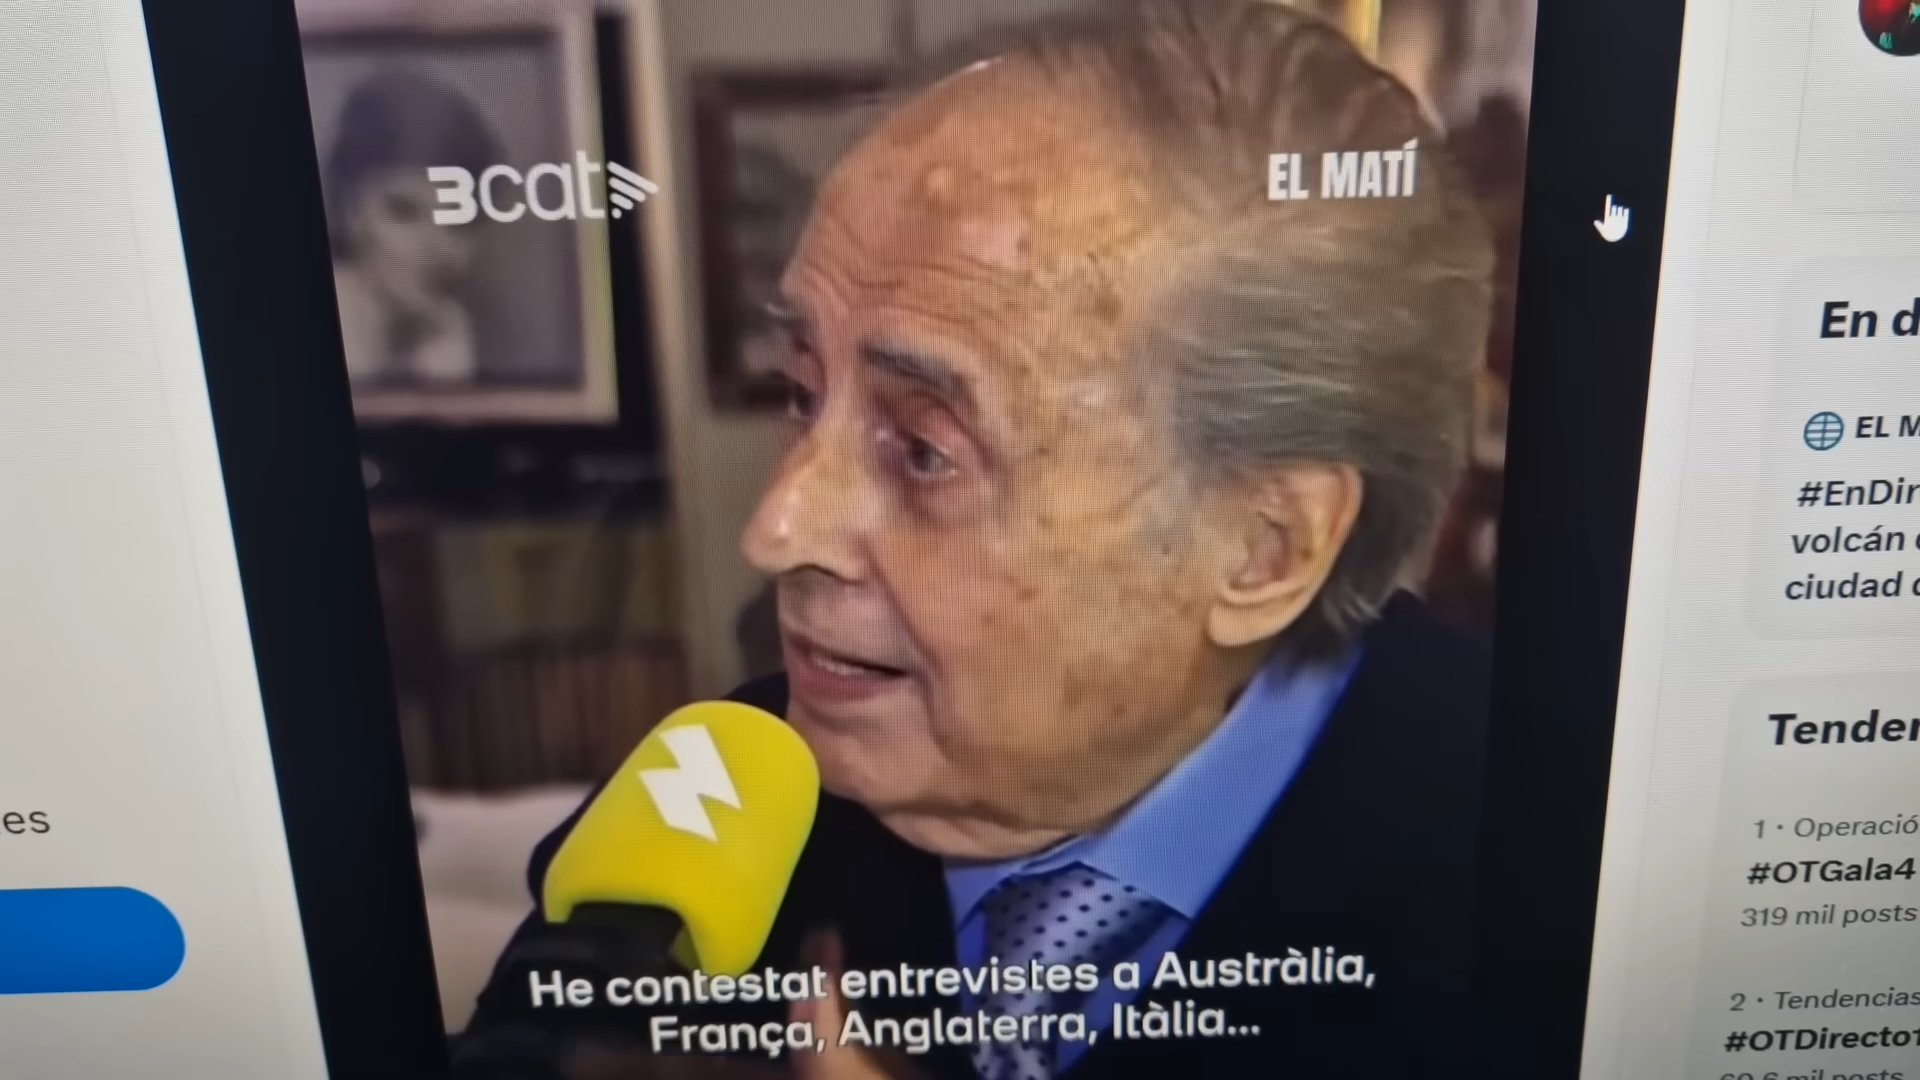 3cat
EL MATÍ
En d
EL M
#EnDir
volcán
ciudad
Tender
1 · Operació
#OTGala4
319 mil posts
2 · Tendencias
#OTDirecto1
es
He contestat entrevistes a Austràlia,
França, Anglaterra, Itàlia...